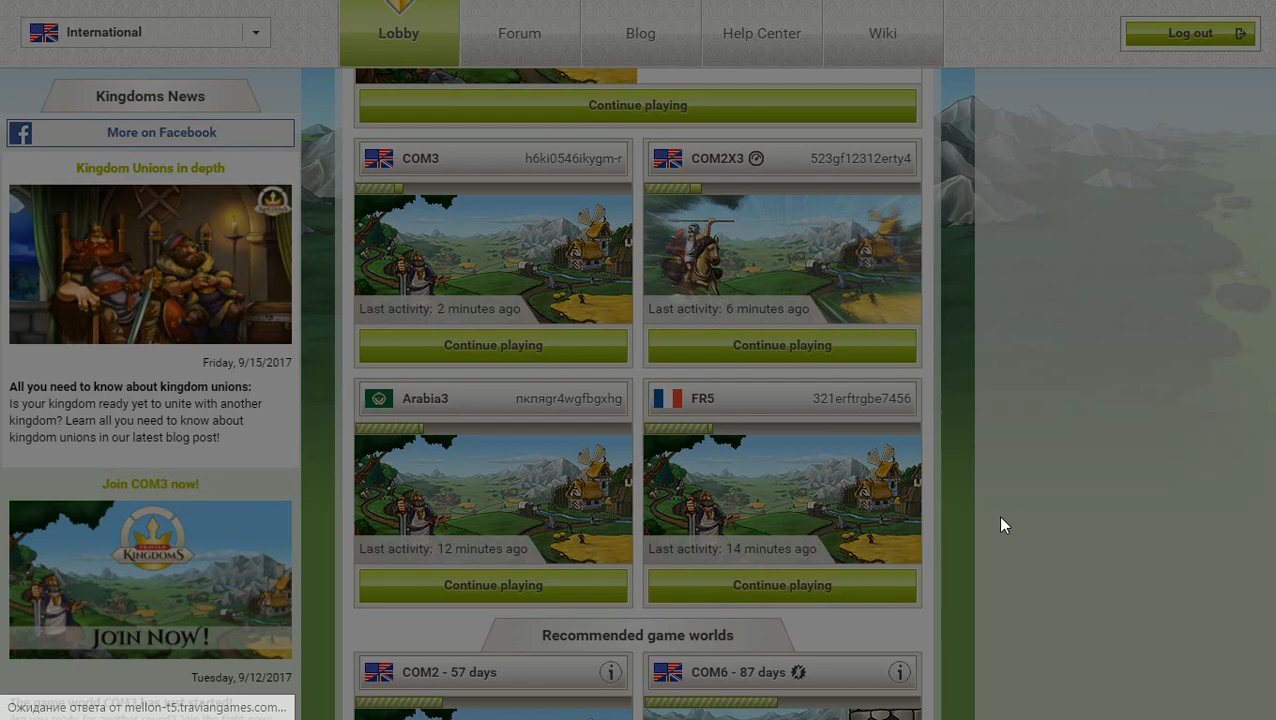 International
Lobby
Forum
Blog
Help Center
Wiki
Log out
Kingdoms News
More on Facebook
Kingdom Unions in depth
Friday, 9/15/2017
All you need to know about kingdom unions:
Is your kingdom ready yet to unite with another
kingdom? Learn all you need to know about
kingdom unions in our latest blog post!
Join COM3 now!
KINGDOMS
JOIN NOW!
Tuesday, 9/12/2017
Ожидание ответа от mellon-t5.traviangames.com...
Continue playing
COM3 h6ki0546ikygm-r
Last activity: 2 minutes ago
Continue playing
COM2X3 523gf12312erty4
Last activity: 6 minutes ago
Continue playing
Arabia3 пкпяgr4wgfbgxhg
Last activity: 12 minutes ago
Continue playing
FR5 321erftrgbe7456
Last activity: 14 minutes ago
Continue playing
Recommended game worlds
COM2 - 57 days
COM6 - 87 days